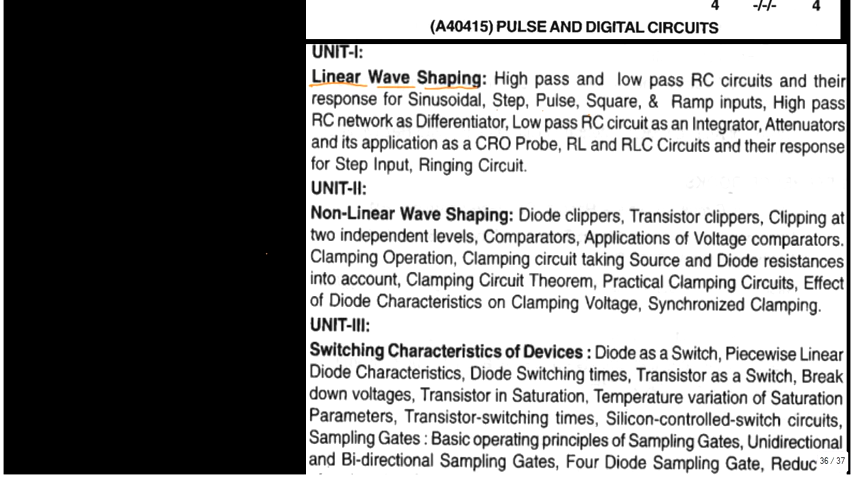 4 -/-/- 4
(A40415) PULSE AND DIGITAL CIRCUITS
UNIT-I:
Linear Wave Shaping: High pass and low pass RC circuits and their
response for Sinusoidal, Step, Pulse, Square, & Ramp inputs, High pass
RC network as Differentiator, Low pass RC circuit as an Integrator, Attenuators
and its application as a CRO Probe, RL and RLC Circuits and their response
for Step Input, Ringing Circuit.
UNIT-II:
Non-Linear Wave Shaping: Diode clippers, Transistor clippers, Clipping at
two independent levels, Comparators, Applications of Voltage comparators.
Clamping Operation, Clamping circuit taking Source and Diode resistances
into account, Clamping Circuit Theorem, Practical Clamping Circuits, Effect
of Diode Characteristics on Clamping Voltage, Synchronized Clamping.
UNIT-III:
Switching Characteristics of Devices : Diode as a Switch, Piecewise Linear
Diode Characteristics, Diode Switching times, Transistor as a Switch, Break
down voltages, Transistor in Saturation, Temperature variation of Saturation
Parameters, Transistor-switching times, Silicon-controlled-switch circuits,
Sampling Gates : Basic operating principles of Sampling Gates, Unidirectional
and Bi-directional Sampling Gates, Four Diode Sampling Gate, Reduc
36 / 37